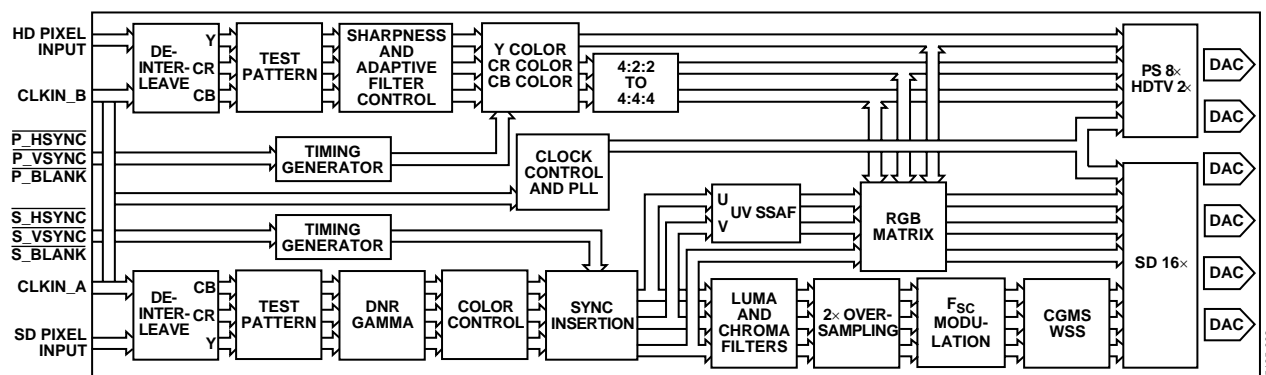 HD PIXEL
INPUT
CLKIN_B
P_HSYNC
P_VSYNC
P_BLANK
S_HSYNC
S_VSYNC
S_BLANK
CLKIN_A
SD PIXEL
INPUT
DE-
INTER-
LEAVE
Y
CR
CB
TEST
PATTERN
SHARPNESS
AND
ADAPTIVE
FILTER
CONTROL
Y COLOR
CR COLOR
CB COLOR
4:2:2
TO
4:4:4
PS 8×
HDTV 2×
TIMING
GENERATOR
CLOCK
CONTROL
AND PLL
TIMING
GENERATOR
U
V
UV SSAF
RGB
MATRIX
DE-
INTER-
LEAVE
CB
CR
Y
TEST
PATTERN
DNR
GAMMA
COLOR
CONTROL
SYNC
INSERTION
LUMA
AND
CHROMA
FILTERS
2× OVER-
SAMPLING
FSC
MODU-
LATION
CGMS
WSS
SD 16×
DAC
DAC
DAC
DAC
DAC
DAC